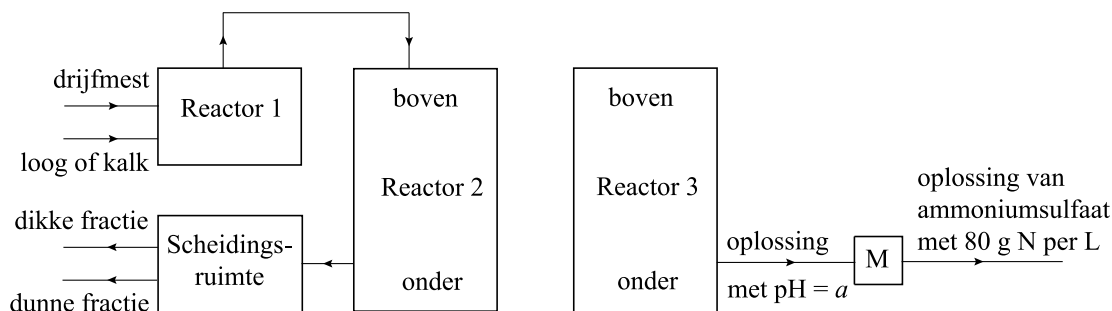 drijfmest
loog of kalk
Reactor 1
dikke fractie
dunne fractie
Scheidings-
ruimte
boven
Reactor 2
onder
boven
Reactor 3
onder
oplossing
met pH = a
M
oplossing van
ammoniumsulfaat
met 80 g N per L